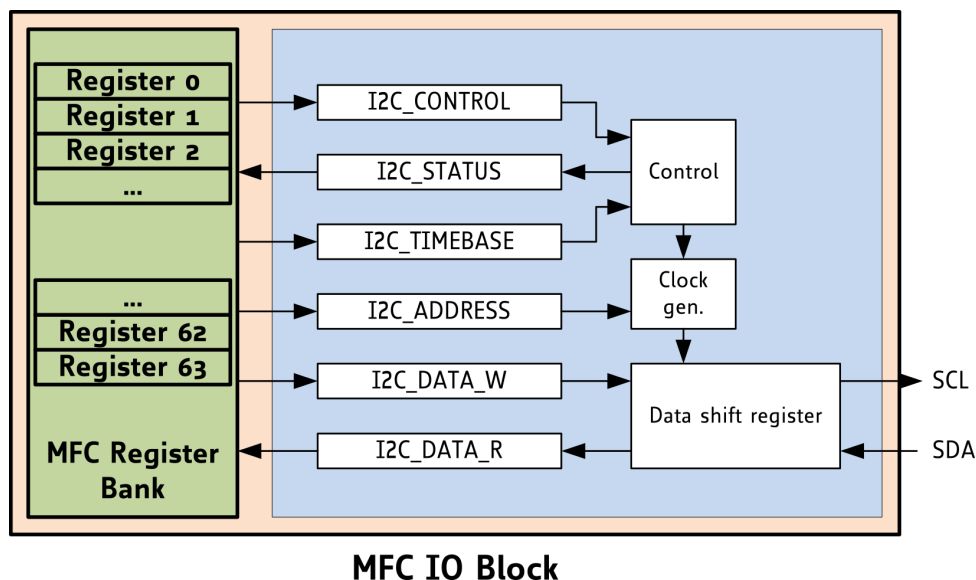 Register 0
Register 1
Register 2
...
...
Register 62
Register 63
MFC Register
Bank
I2C_CONTROL
I2C_STATUS
I2C_TIMEBASE
I2C_ADDRESS
I2C_DATA_W
I2C_DATA_R
Control
Clock
gen.
Data shift register
SCL
SDA
MFC IO Block